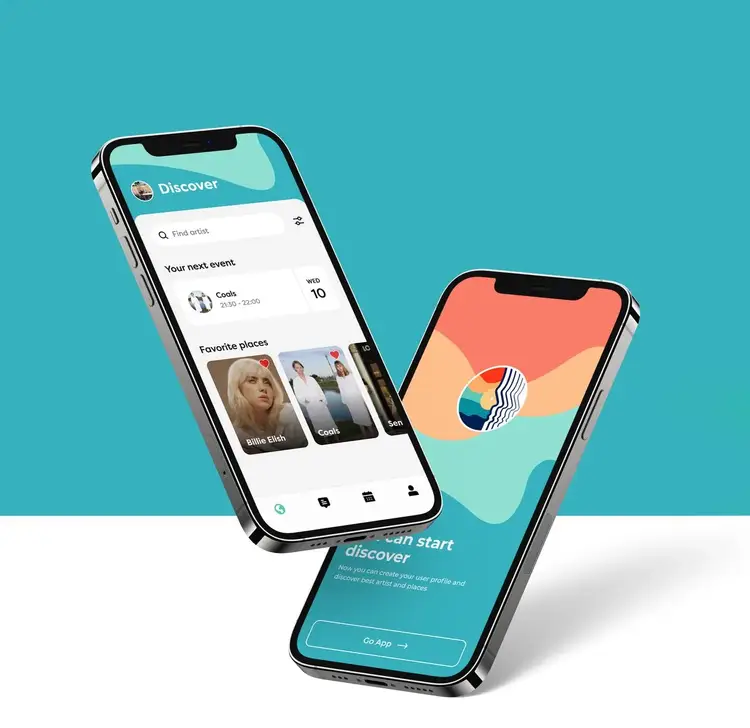 Discover
Find artist
Your next event
Coals
21:30 - 22:00
WED
10
Favorite places
LO
Billie Elish
Coals
Sen
can start
discover
Now you can create your user profile and
discover best artist and places
Go App →